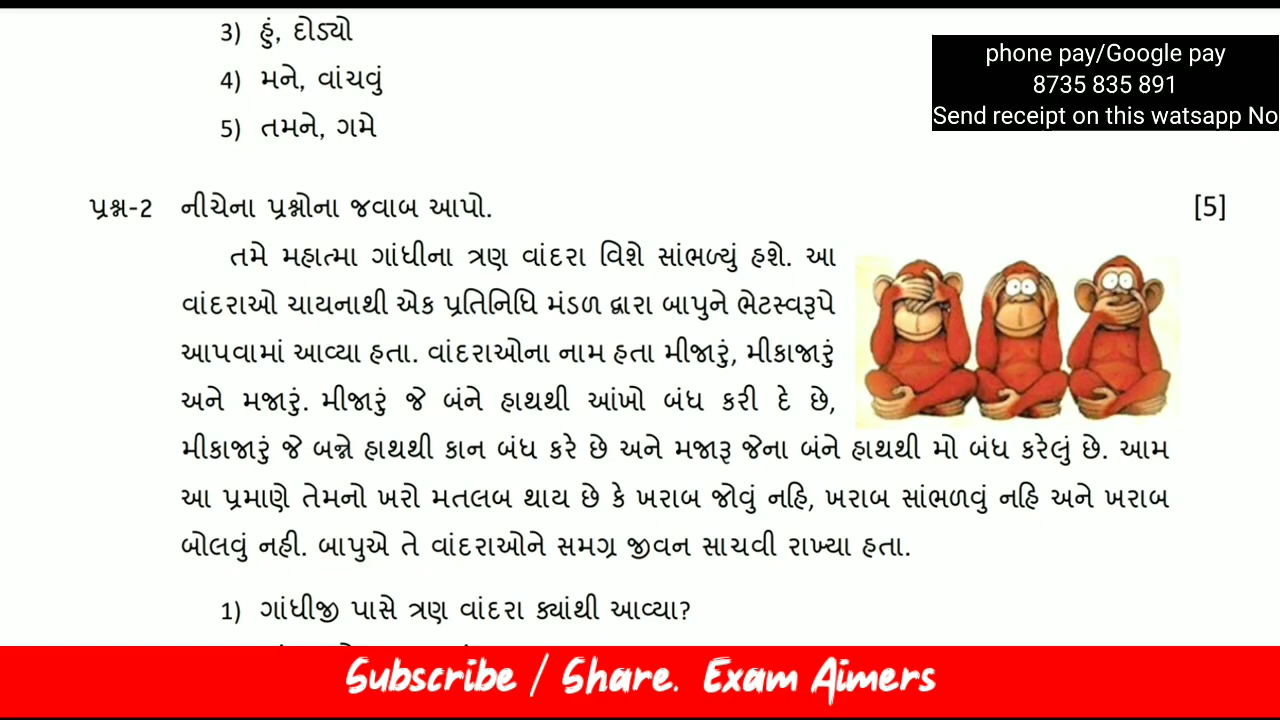 3) હું, દોડ્યો
4) મને, વાંચવું
5) તમને, ગમે
phone pay/Google pay
8735 835 891
Send receipt on this watsapp No
પ્રશ્ન-2 નીચેના પ્રશ્નોના જવાબ આપો. [5]
તમે મહાત્મા ગાંધીના ત્રણ વાંદરા વિશે સાંભળ્યું હશે. આ
વાંદરાઓ ચાયનાથી એક પ્રતિનિધિ મંડળ દ્વારા બાપુને ભેટસ્વરૂપે
આપવામાં આવ્યા હતા. વાંદરાઓના નામ હતા મીજારું, મીકાજારું
અને મજારું. મીજારું જે બંને હાથથી આંખો બંધ કરી દે છે,
મીકાજારું જે બન્ને હાથથી કાન બંધ કરે છે અને મજારૂ જેના બંને હાથથી મો બંધ કરેલું છે. આમ
આ પ્રમાણે તેમનો ખરો મતલબ થાય છે કે ખરાબ જોવું નહિ, ખરાબ સાંભળવું નહિ અને ખરાબ
બોલવું નહી. બાપુએ તે વાંદરાઓને સમગ્ર જીવન સાચવી રાખ્યા હતા.
1) ગાંધીજી પાસે ત્રણ વાંદરા ક્યાંથી આવ્યા?
Subscribe / Share. Exam Aimers